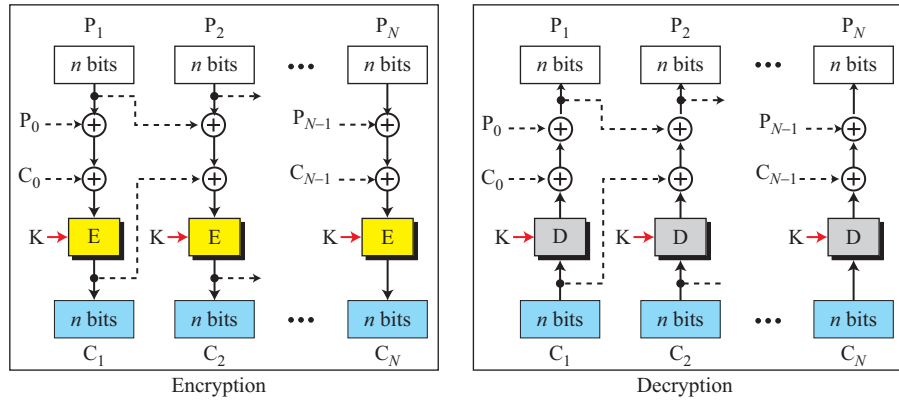 P1 P2 PN
n bits n bits ••• n bits
P0 PN–1
C0 CN–1
K E K E K E
n bits n bits ••• n bits
C1 C2 CN
Encryption
P1 P2 PN
n bits n bits ••• n bits
P0 PN–1
C0 CN–1
K D K D K D
n bits n bits ••• n bits
C1 C2 CN
Decryption